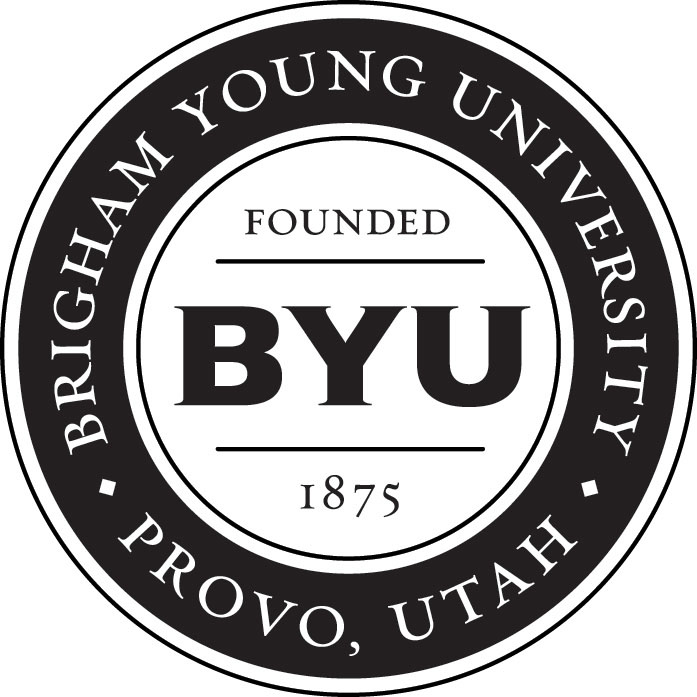 BRIGHAM YOUNG UNIVERSITY
FOUNDED
BYU
1875
PROVO, UTAH